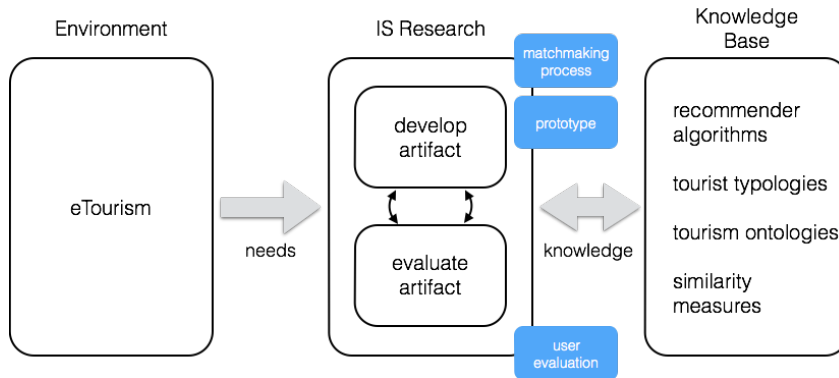 Environment
IS Research
Knowledge
Base
matchmaking
process
prototype
develop
artifact
evaluate
artifact
user
evaluation
eTourism
needs
knowledge
recommender
algorithms
tourist typologies
tourism ontologies
similarity
measures